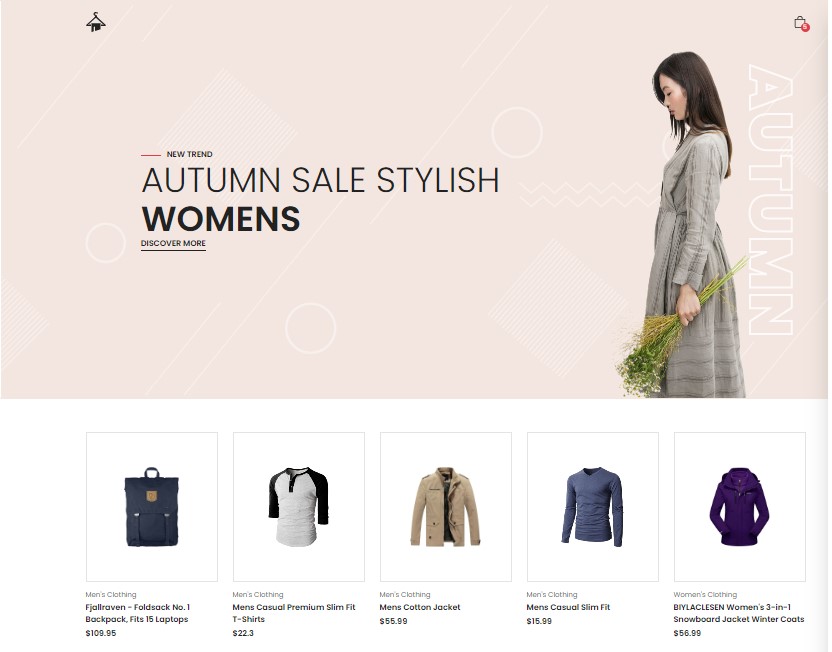 NEW TREND
AUTUMN SALE STYLISH
WOMENS
DISCOVER MORE
AUTUMN
Men's Clothing
Fjallraven - Foldsack No. 1
Backpack, Fits 15 Laptops
$109.95
Men's Clothing
Mens Casual Premium Slim Fit
T-Shirts
$22.3
Men's Clothing
Mens Cotton Jacket
$55.99
Men's Clothing
Mens Casual Slim Fit
$15.99
Women's Clothing
BIYLACLESEN Women's 3-in-1
Snowboard Jacket Winter Coats
$56.99